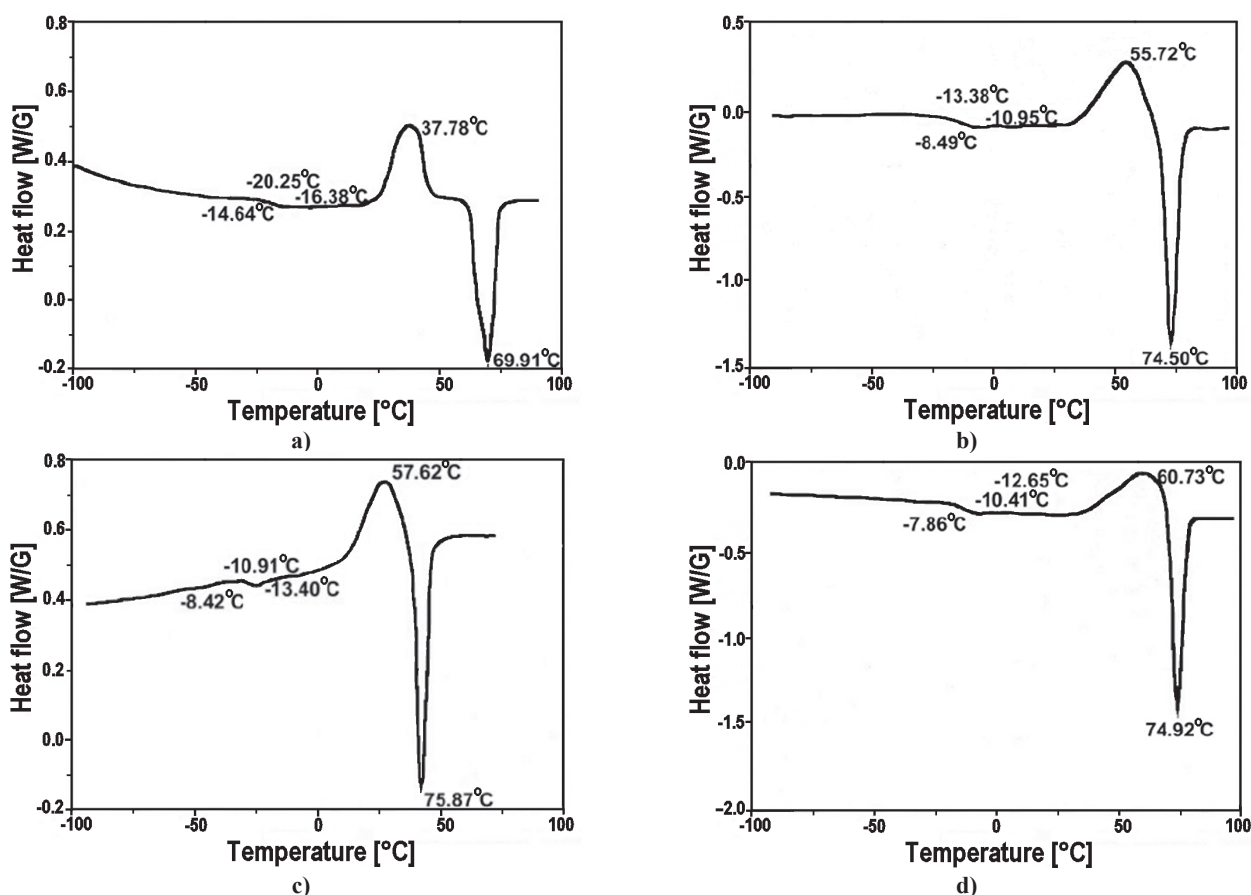 0.8
0.6
0.4
0.2
0.0
-0.2
Heat flow [W/G]
-20.25°C
-16.38°C
-14.64°C
37.78°C
69.91°C
-100
-50
0
50
100
Temperature [°C]
a)
0.5
0.0
-0.5
-1.0
-1.5
Heat flow [W/G]
-13.38°C
-10.95°C
-8.49°C
55.72°C
74.50°C
-100
-50
0
50
100
Temperature [°C]
b)
0.8
0.6
0.4
0.2
0.0
-0.2
Heat flow [W/G]
-10.91°C
-13.40°C
-8.42°C
57.62°C
75.87°C
-100
-50
0
50
100
Temperature [°C]
c)
0.0
-0.5
-1.0
-1.5
-2.0
Heat flow [W/G]
-12.65°C
-10.41°C
-7.86°C
60.73°C
74.92°C
-100
-50
0
50
100
Temperature [°C]
d)